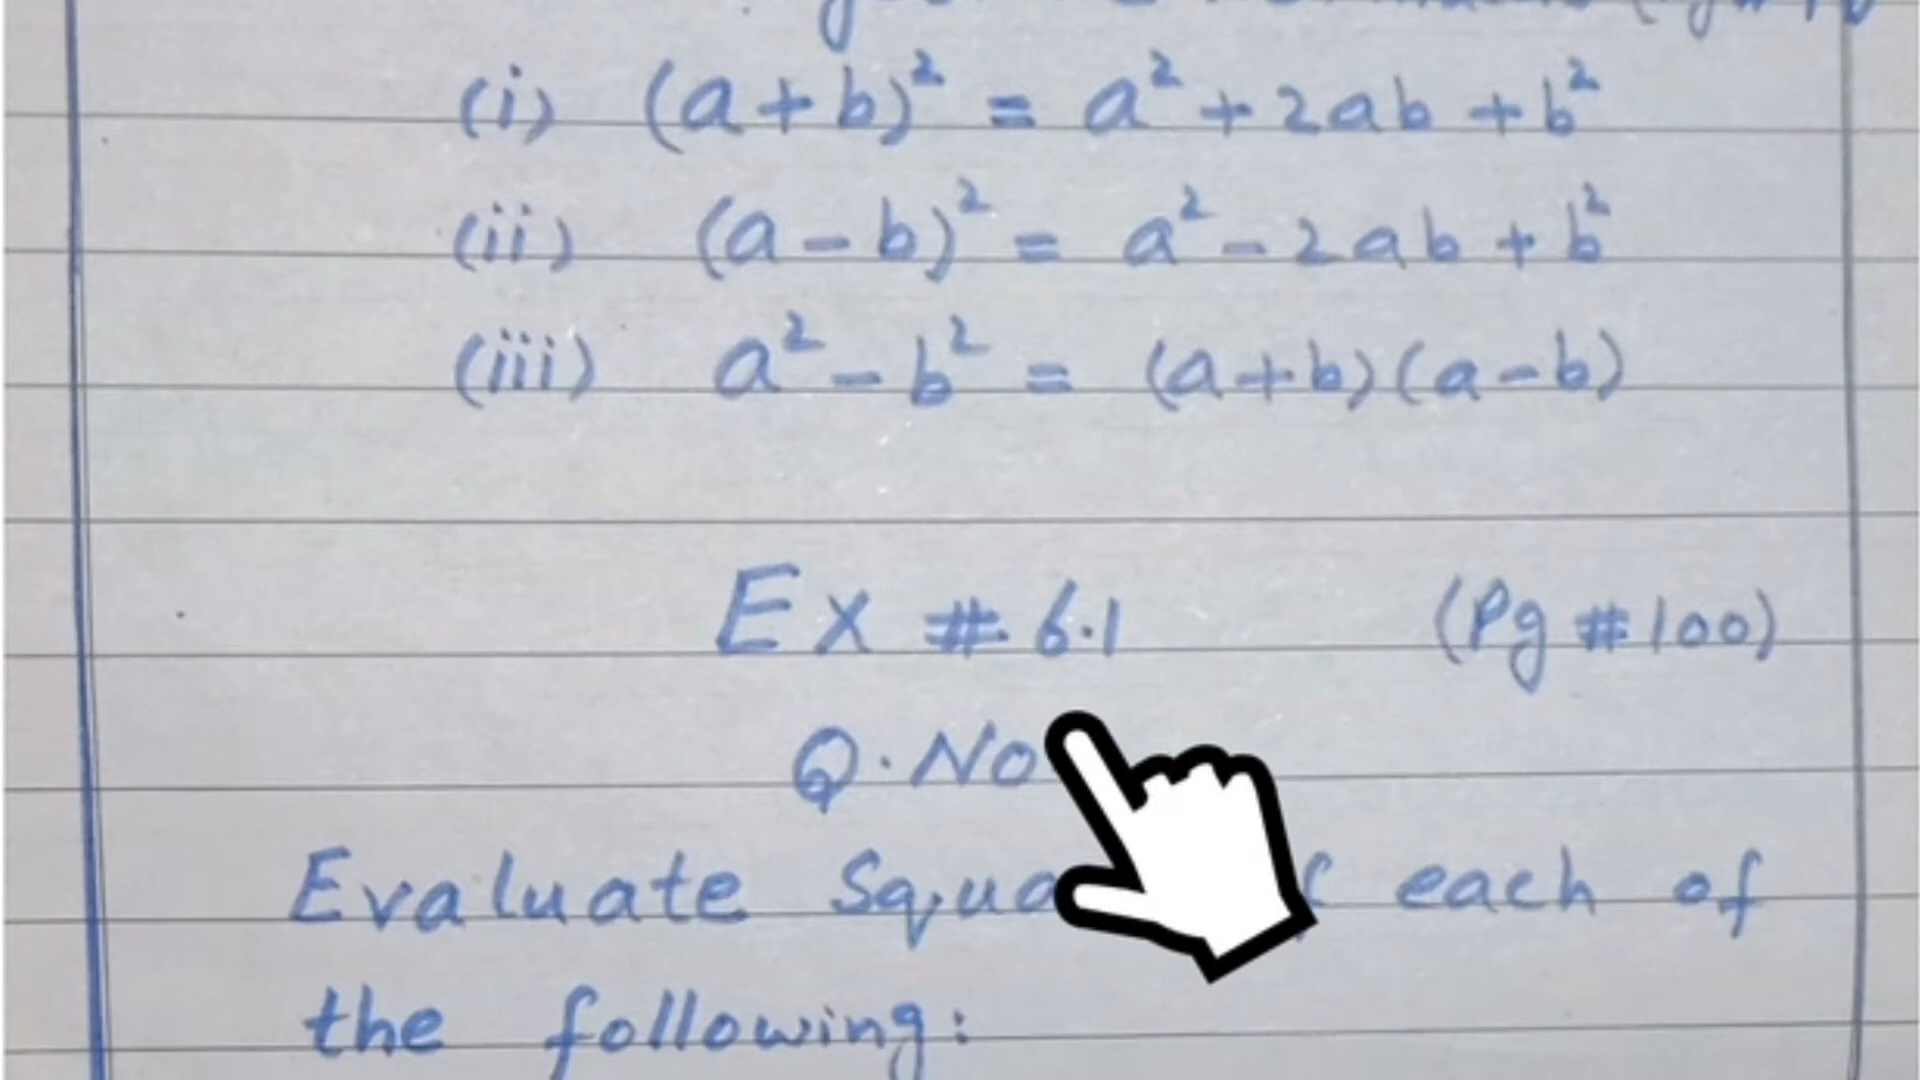 (i) (a+b)² = a² + 2ab + b²
(ii) (a-b)² = a² - 2ab + b²
(iii) a² - b² = (a+b)(a-b)
Ex # 6.1 (Pg # 100)
Q. No
Evaluate each of
the following: